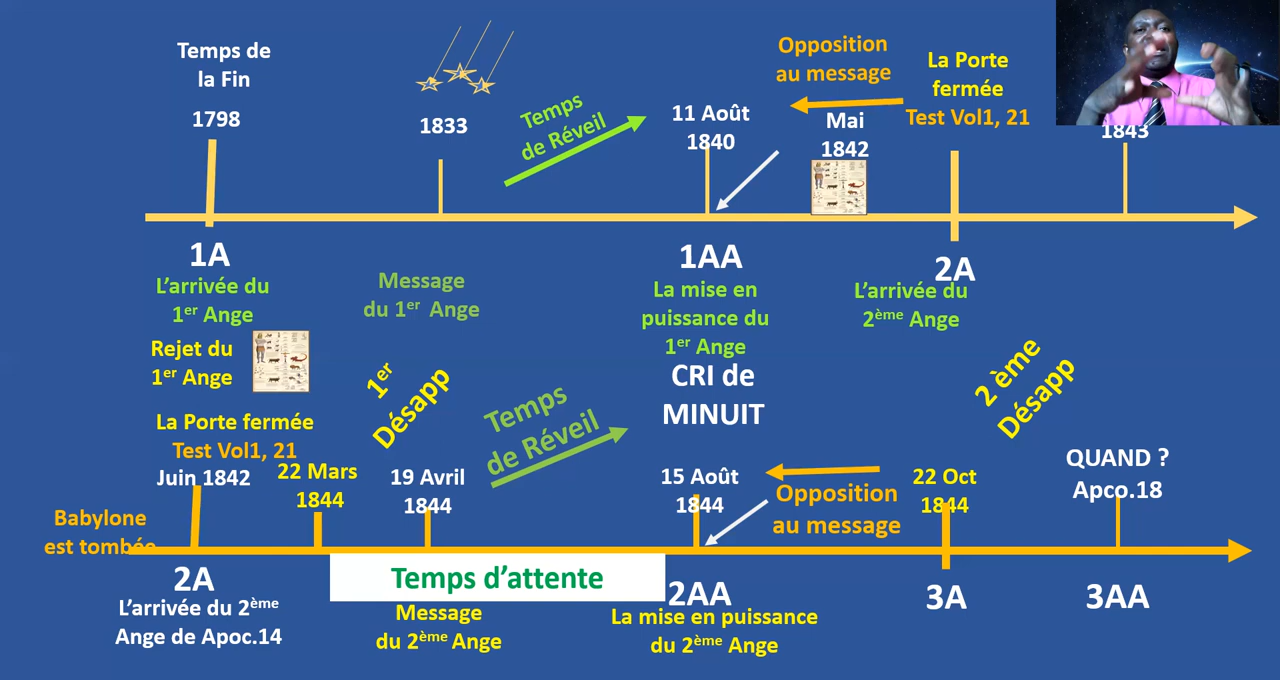 Temps de
la Fin
1798
1833
Temps
de Réveil
11 Août
1840
Opposition
au message
Mai
1842
La Porte
fermée
Test Vol1, 21
1843
1A
L'arrivée du
1er Ange
Message
du 1er Ange
1AA
La mise en
puissance du
1er Ange
2A
L'arrivée du
2ème Ange
Rejet du
1er Ange
1er
Désapp
CRI de
MINUIT
2 ème
Désapp
La Porte fermée
Test Vol1, 21
Juin 1842
22 Mars
1844
19 Avril
1844
Temps
de Réveil
15 Août
1844
Opposition
au message
22 Oct
1844
QUAND ?
Apco.18
Babylone
est tombée
2A
L'arrivée du 2ème
Ange de Apoc.14
Temps d'attente
Message
du 2ème Ange
2AA
La mise en puissance
du 2ème Ange
3A
3AA